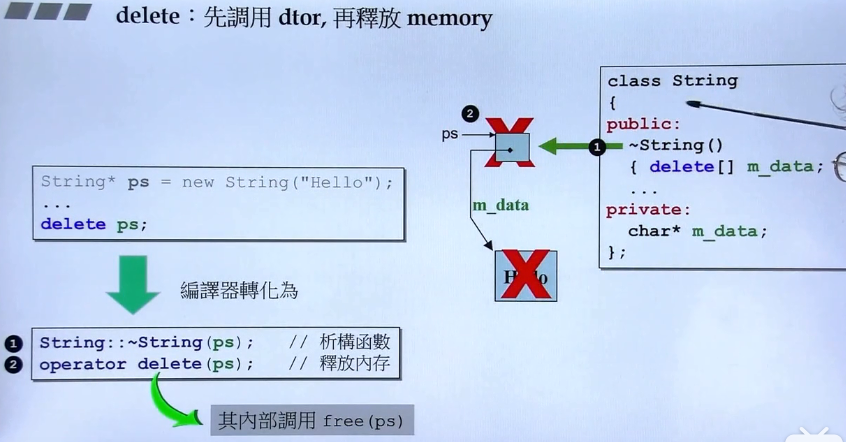 delete：先調用 dtor, 再釋放 memory
class String
{
public:
~String()
{ delete[] m_data;
...
private:
char* m_data;
};
2
ps
1
m_data
String* ps = new String("Hello");
...
delete ps;
編譯器轉化為
1 String::~String(ps); // 析構函數
2 operator delete(ps); // 釋放內存
其內部調用 free(ps)